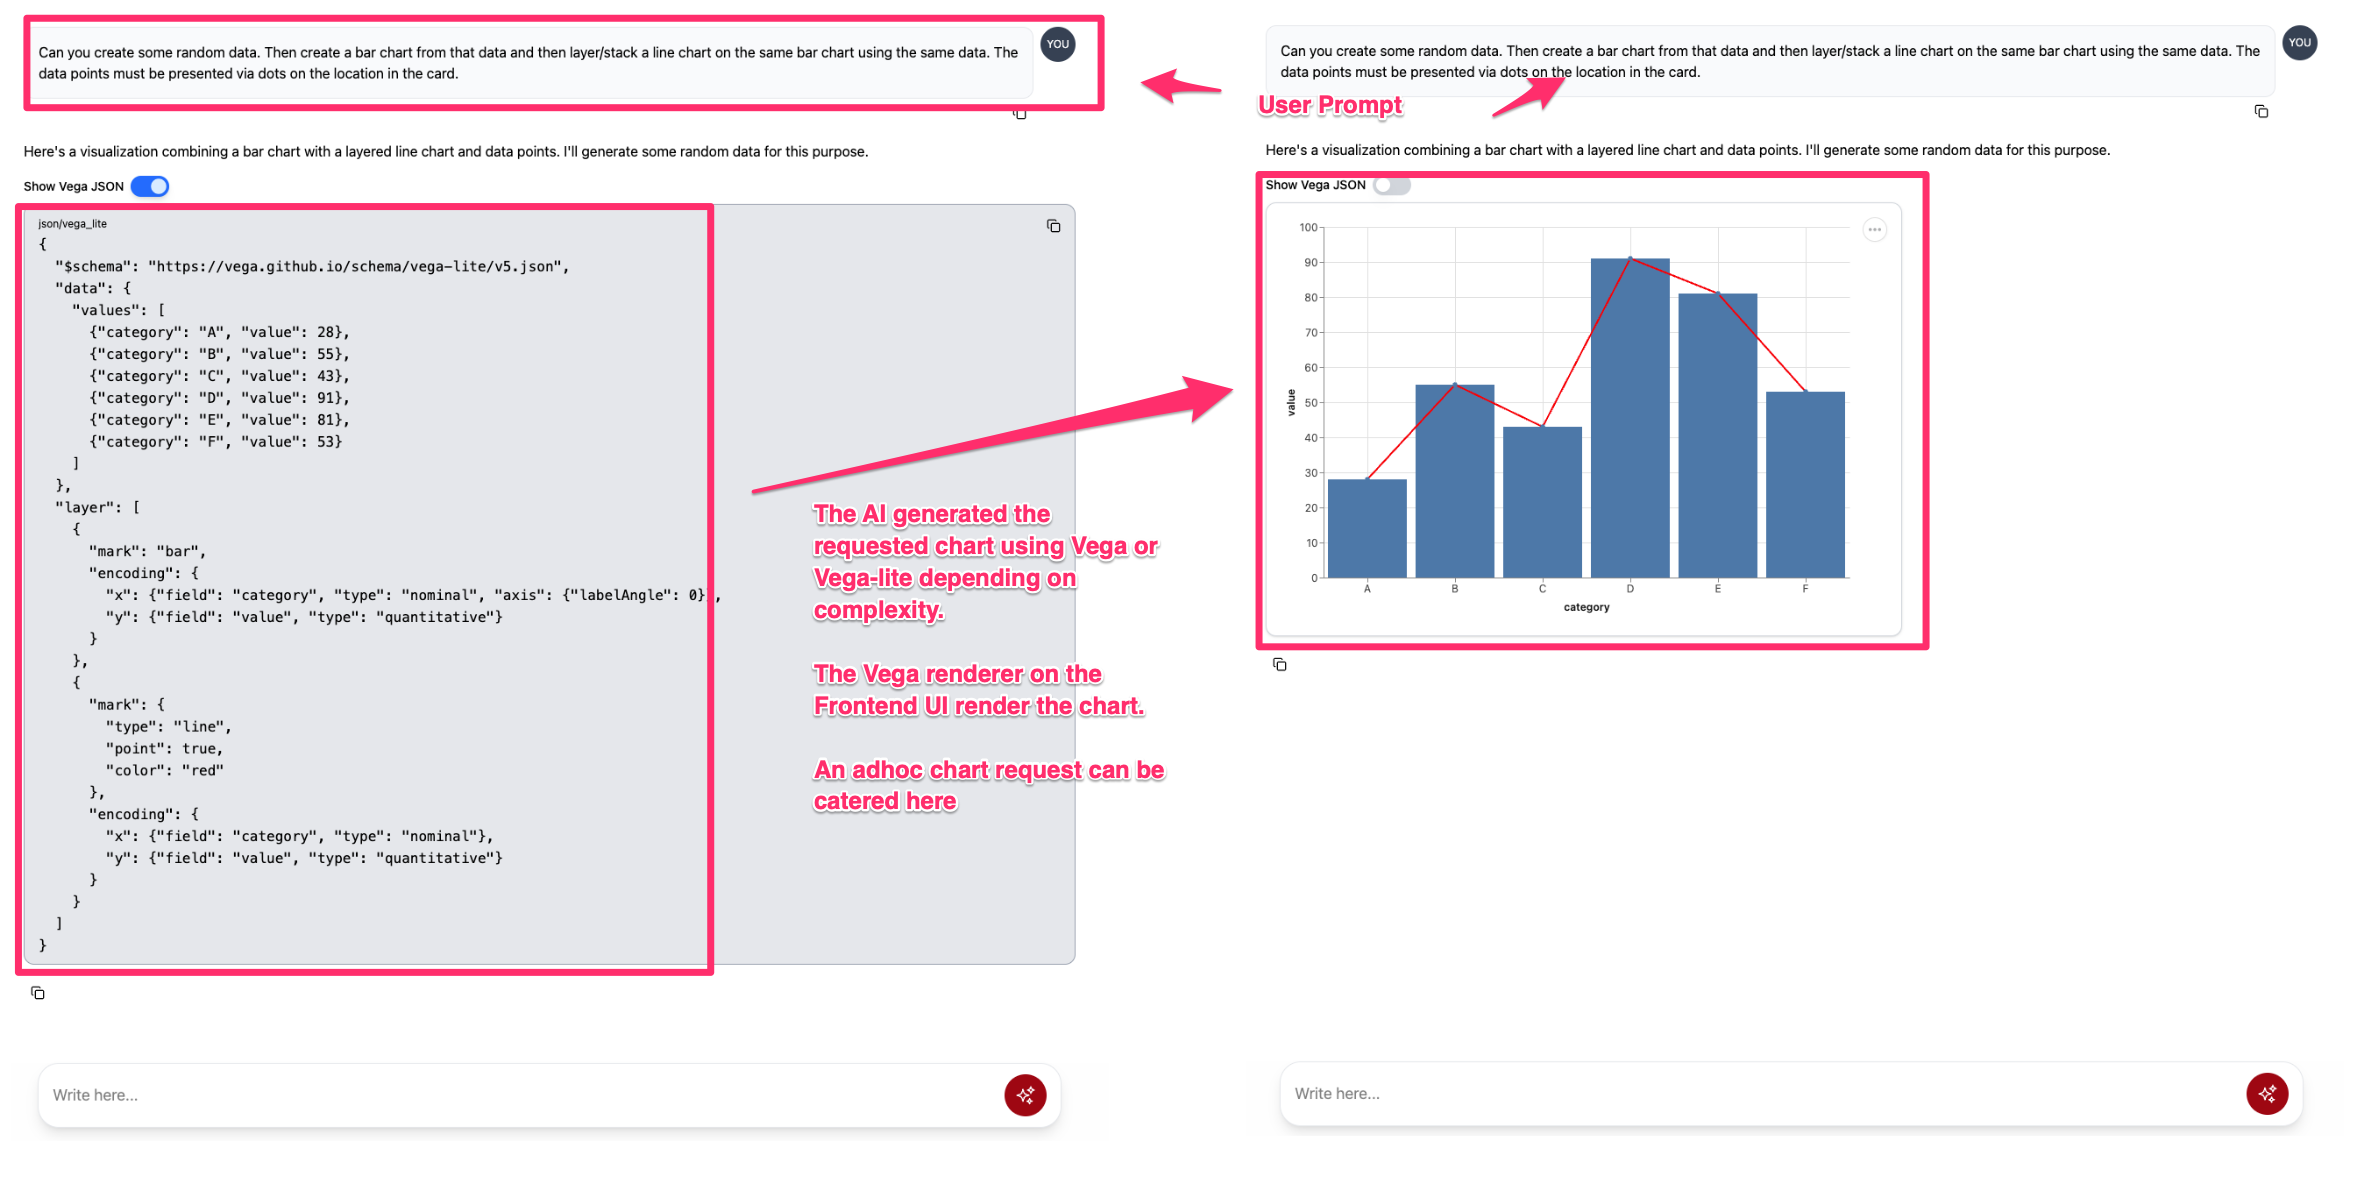 Can you create some random data. Then create a bar chart from that data and then layer/stack a line chart on the same bar chart using the same data. The
data points must be presented via dots on the location in the card.
YOU
Here's a visualization combining a bar chart with a layered line chart and data points. I'll generate some random data for this purpose.
Show Vega JSON
json/vega_lite
{
  "$schema": "https://vega.github.io/schema/vega-lite/v5.json",
  "data": {
    "values": [
      {"category": "A", "value": 28},
      {"category": "B", "value": 55},
      {"category": "C", "value": 43},
      {"category": "D", "value": 91},
      {"category": "E", "value": 81},
      {"category": "F", "value": 53}
    ]
  },
  "layer": [
    {
      "mark": "bar",
      "encoding": {
        "x": {"field": "category", "type": "nominal", "axis": {"labelAngle": 0}},
        "y": {"field": "value", "type": "quantitative"}
      }
    },
    {
      "mark": {
        "type": "line",
        "point": true,
        "color": "red"
      },
      "encoding": {
        "x": {"field": "category", "type": "nominal"},
        "y": {"field": "value", "type": "quantitative"}
      }
    }
  ]
}
Write here...
The AI generated the
requested chart using Vega or
Vega-lite depending on
complexity.
The Vega renderer on the
Frontend UI render the chart.
An adhoc chart request can be
catered here
Can you create some random data. Then create a bar chart from that data and then layer/stack a line chart on the same bar chart using the same data. The
data points must be presented via dots on the location in the card.
YOU
User Prompt
Here's a visualization combining a bar chart with a layered line chart and data points. I'll generate some random data for this purpose.
Show Vega JSON
100
90
80
70
60
50
40
30
20
10
0
value
A B C D E F
category
Write here...